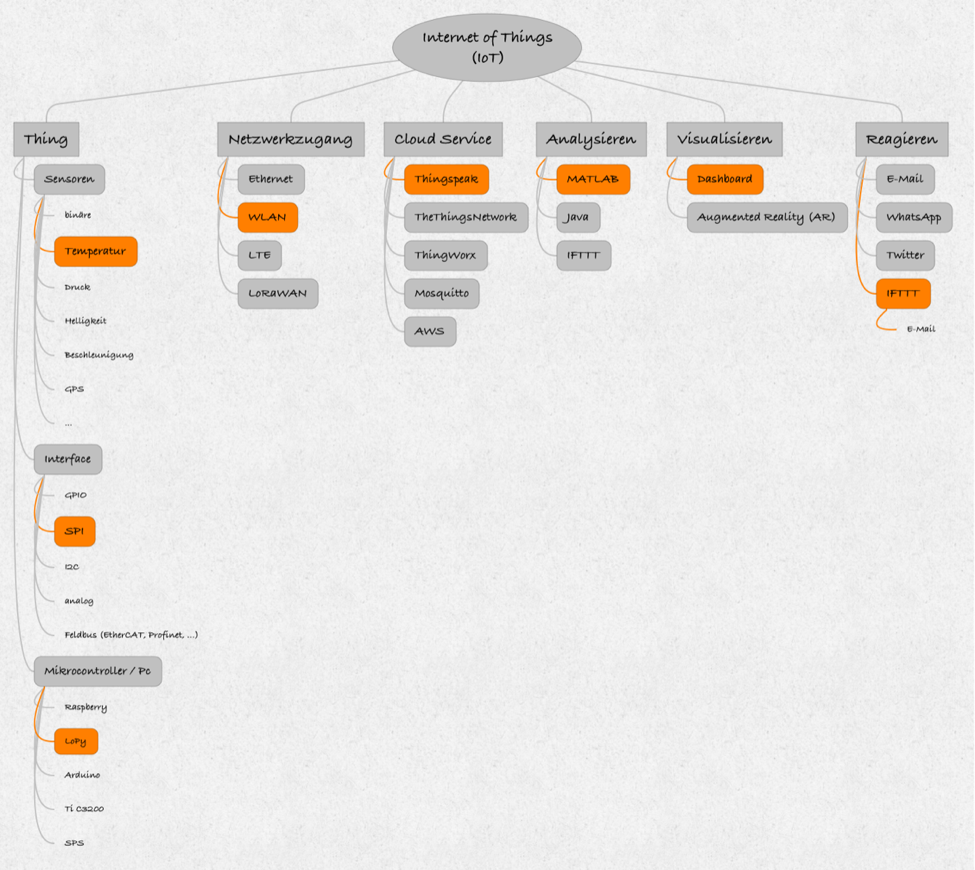 Internet of Things
(IoT)
Thing
Sensoren
binäre
Temperatur
Druck
Helligkeit
Beschleunigung
GPS
...
Interface
GPIO
SPI
I2C
analog
Feldbus (EtherCAT, Profinet, ...)
Mikrocontroller / Pc
Raspberry
LoPy
Arduino
Ti C3200
SPS
Netzwerkzugang
Ethernet
WLAN
LTE
LoRaWAN
Cloud Service
Thingspeak
TheThingsNetwork
ThingWorx
Mosquitto
AWS
Analysieren
MATLAB
Java
IFTTT
Visualisieren
Dashboard
Augmented Reality (AR)
Reagieren
E-Mail
WhatsApp
Twitter
IFTTT
E-Mail